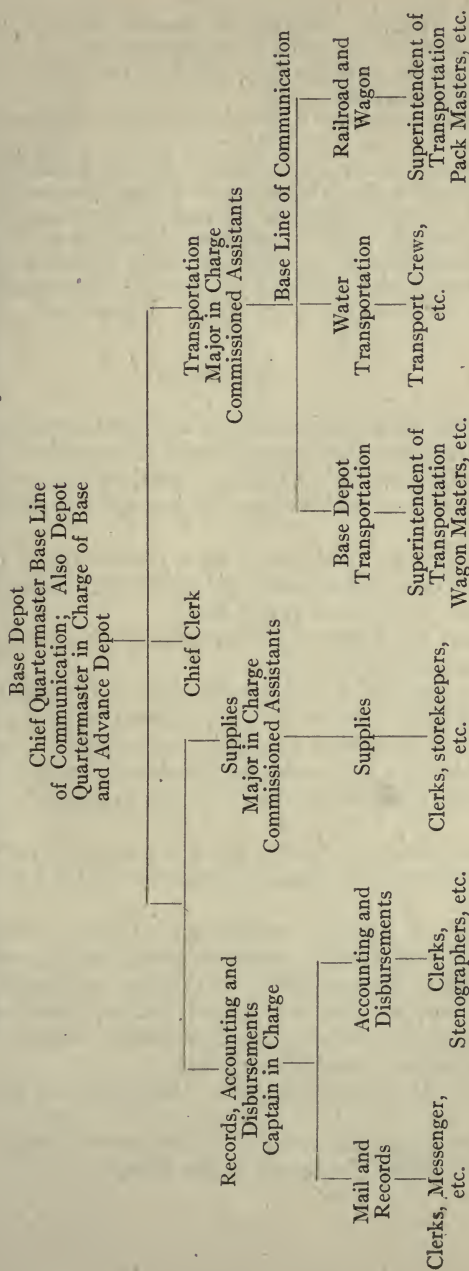 Base Depot
Chief Quartermaster Base Line
of Communication; Also Depot
Quartermaster in Charge of Base
and Advance Depot
Chief Clerk
Records, Accounting and
Disbursements
Captain in Charge
Mail and
Records
Clerks, Messenger,
etc.
Accounting and
Disbursements
Clerks,
Stenographers, etc.
Supplies
Major in Charge
Commissioned Assistants
Supplies
Clerks, storekeepers,
etc.
Transportation
Major in Charge
Commissioned Assistants
Base Line of Communication
Base Depot
Transportation
Superintendent of
Transportation
Wagon Masters, etc.
Water
Transportation
Transport Crews,
etc.
Railroad and
Wagon
Superintendent of
Transportation
Pack Masters, etc.